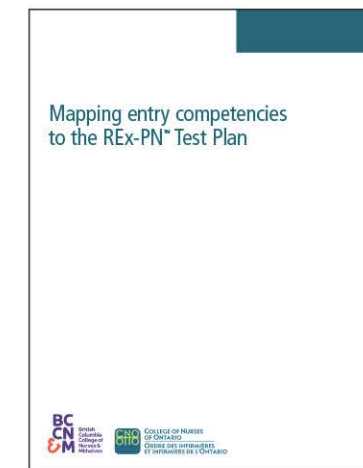 Mapping entry competencies
to the REx-PN™ Test Plan
BC
CN
&M
British
Columbia
College of
Nurses &
Midwives
CNO
OIIO
COLLEGE OF NURSES
OF ONTARIO
ORDRE DES INFIRMIÈRES
ET INFIRMIERS DE L'ONTARIO